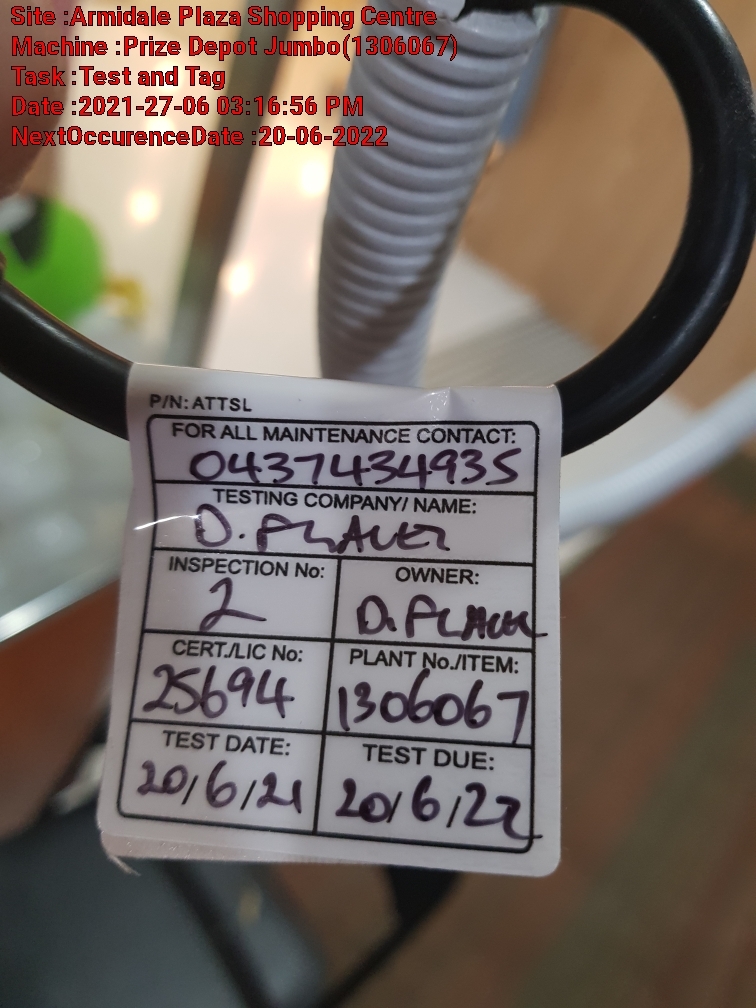 Site :Armidale Plaza Shopping Centre
Machine :Prize Depot Jumbo(1306067)
Task :Test and Tag
Date :2021-27-06 03:16:56 PM
NextOccurenceDate :20-06-2022
P/N: ATTSL
FOR ALL MAINTENANCE CONTACT:
0437434935
TESTING COMPANY/ NAME:
D.
INSPECTION No:
2
OWNER:
D.
CERT./LIC No:
25694
PLANT No./ITEM:
1306067
TEST DATE:
20/6/21
TEST DUE:
20/6/22